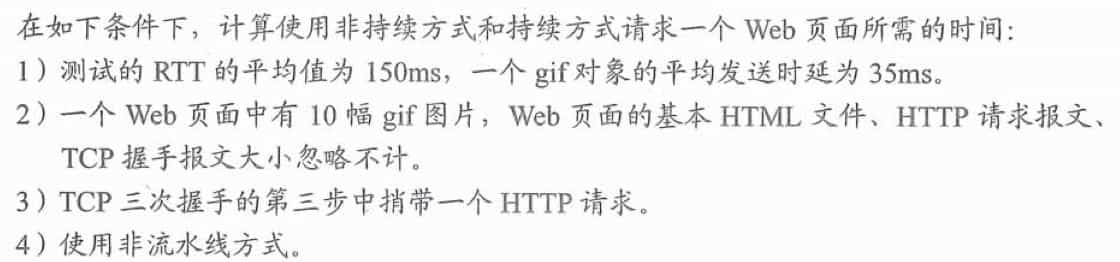 在如下条件下，计算使用非持续方式和持续方式请求一个 Web 页面所需的时间：
1）测试的 RTT 的平均值为 150ms，一个 gif 对象的平均发送时延为 35ms。
2）一个 Web 页面中有 10 幅 gif 图片，Web 页面的基本 HTML 文件、HTTP 请求报文、
TCP 握手报文大小忽略不计。
3）TCP 三次握手的第三步中捎带一个 HTTP 请求。
4）使用非流水线方式。